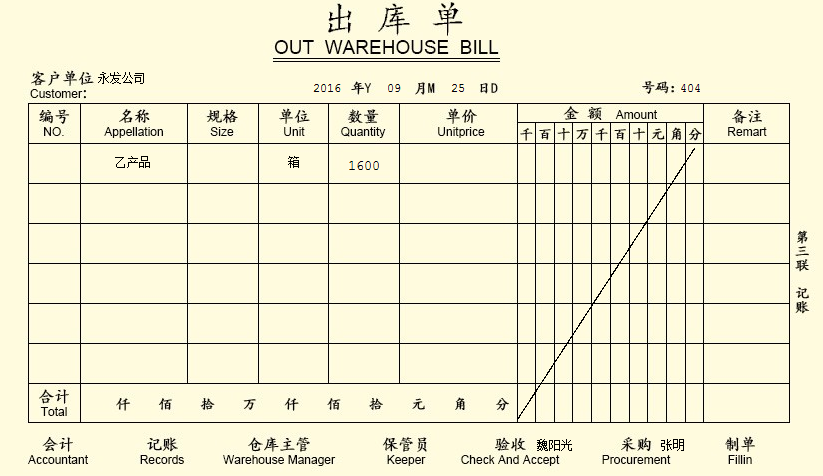 出库单
OUT WAREHOUSE BILL
客户单位 永发公司
Customer:
2016 年Y 09 月M 25 日D
号码: 404
编号 名称 规格 单位 数量 单价 金额 Amount 备注
NO. Appellation Size Unit Quantity Unitprice 千 百 十 万 千 百 十 元 角 分 Remart
乙产品 箱 1600
第三联 记账
合计 仟 佰 拾 万 仟 佰 拾 元 角 分
Total
会计 记账 仓库主管 保管员 验收 魏阳光 采购 张明 制单
Accountant Records Warehouse Manager Keeper Check And Accept Procurement Fillin